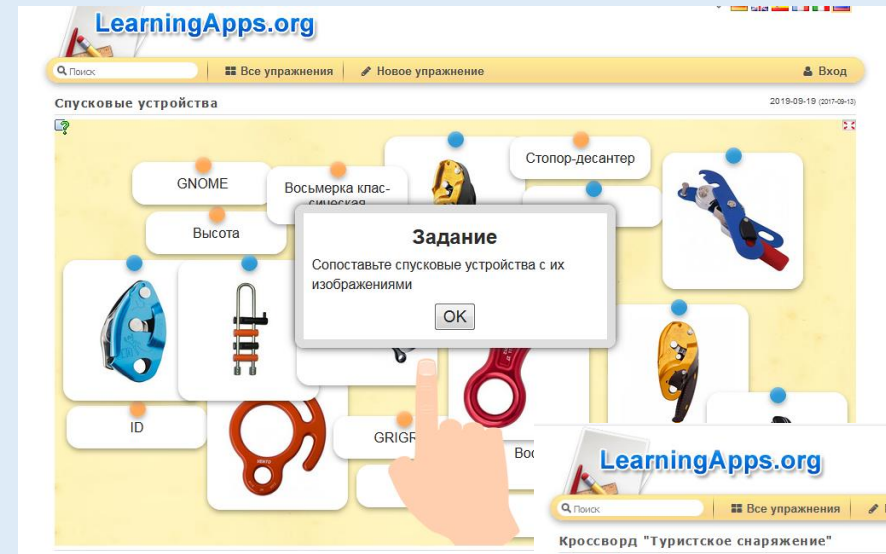 LearningApps.org
Поиск
Все упражнения
Новое упражнение
Вход
Спусковые устройства
2019-09-19 (2017-09-13)
GNOME
Восьмерка клас-
сическая
Стопор-десантер
Высота
Задание
Сопоставьте спусковые устройства с их
изображениями
OK
ID
LearningApps.org
Поиск
Все упражнения
Кроссворд "Туристское снаряжение"